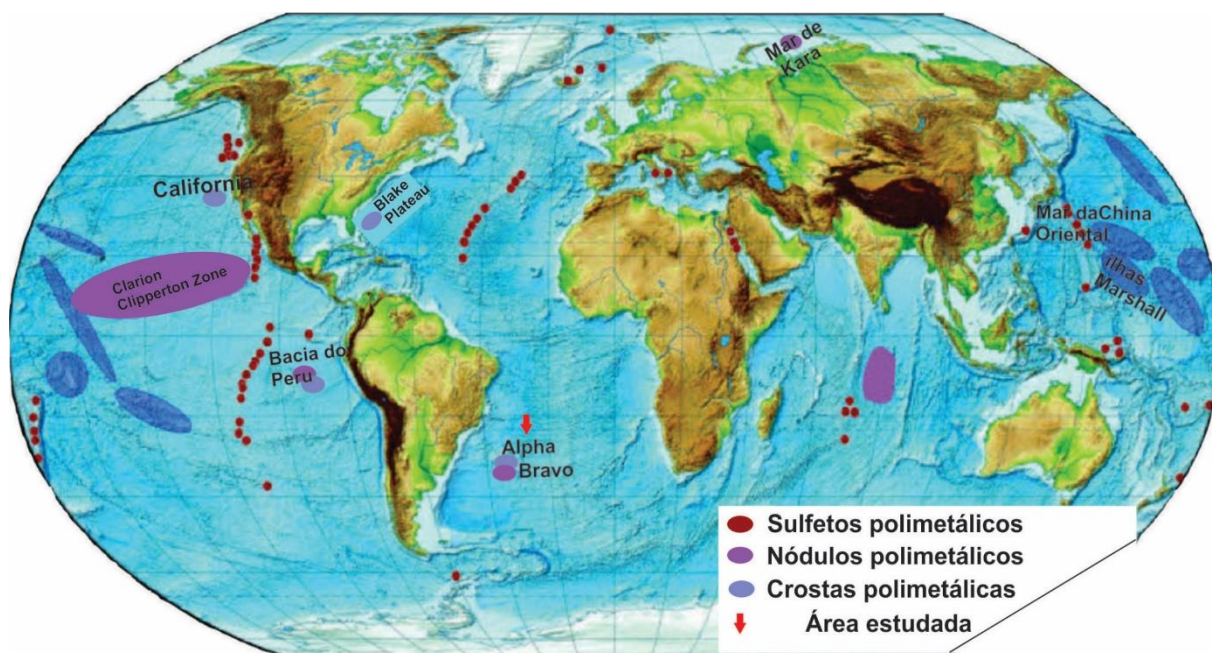 Mar de
Kara
California
Blake
Plateau
Mar daChina
Oriental
Clarion
Clipperton Zone
ilhas
Marshall
Bacia do
Peru
Alpha
Bravo
Sulfetos polimetálicos
Nódulos polimetálicos
Crostas polimetálicas
Área estudada